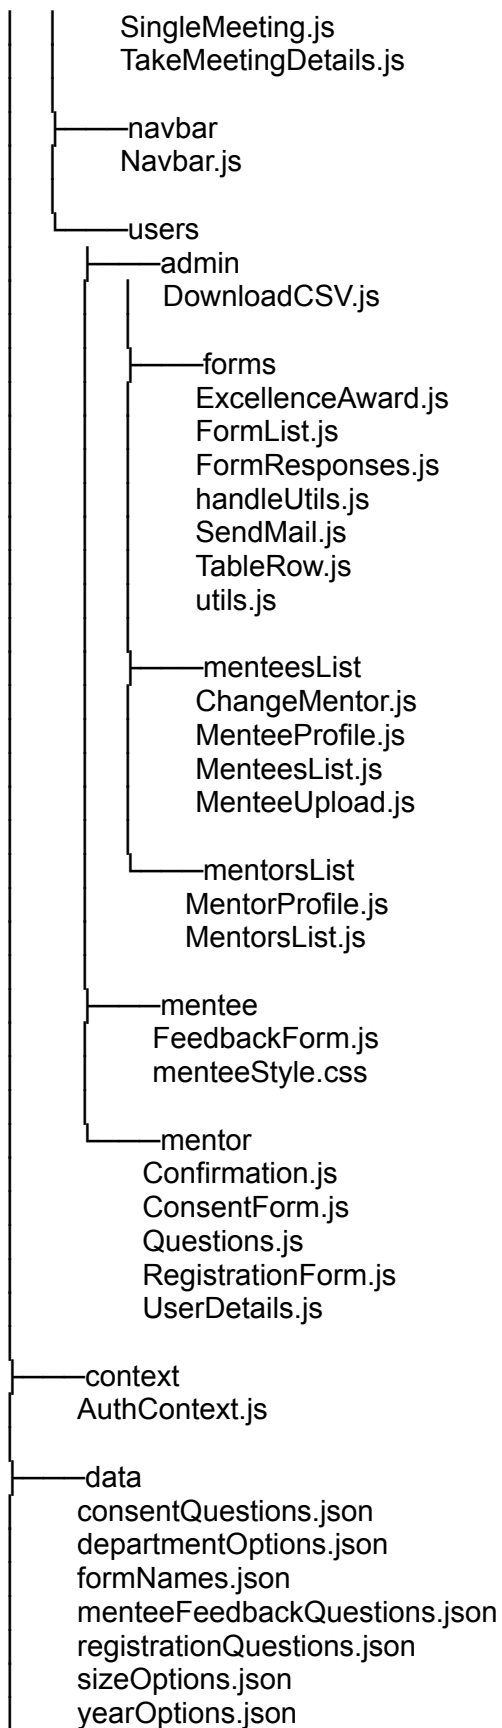 SingleMeeting.js
TakeMeetingDetails.js
navbar
Navbar.js
users
admin
DownloadCSV.js
forms
ExcellenceAward.js
FormList.js
FormResponses.js
handleUtils.js
SendMail.js
TableRow.js
utils.js
menteesList
ChangeMentor.js
MenteeProfile.js
MenteesList.js
MenteeUpload.js
mentorsList
MentorProfile.js
MentorsList.js
mentee
FeedbackForm.js
menteeStyle.css
mentor
Confirmation.js
ConsentForm.js
Questions.js
RegistrationForm.js
UserDetails.js
context
AuthContext.js
data
consentQuestions.json
departmentOptions.json
formNames.json
menteeFeedbackQuestions.json
registrationQuestions.json
sizeOptions.json
yearOptions.json